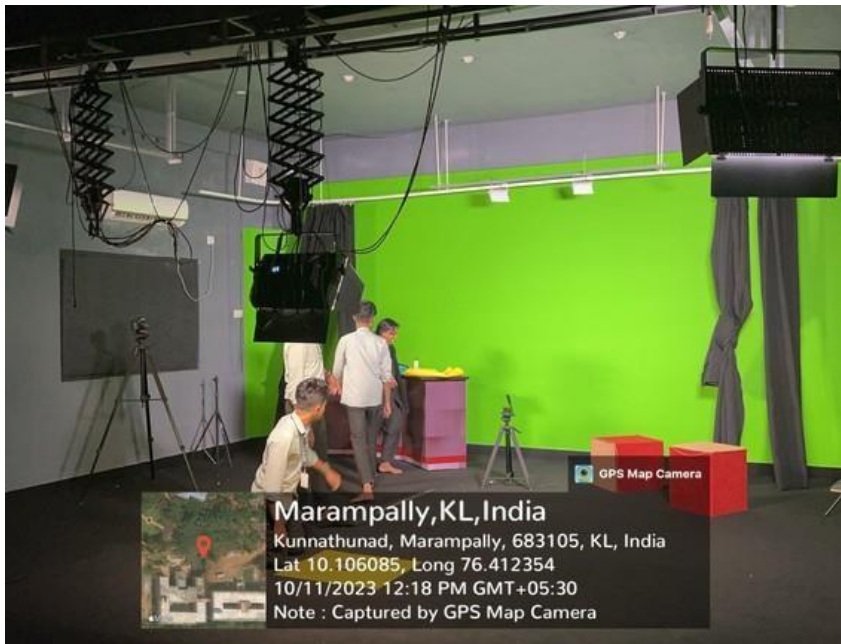 GPS Map Camera
Marampally,KL,India
Kunnathunad, Marampally, 683105, KL, India
Lat 10.106085, Long 76.412354
10/11/2023 12:18 PM GMT+05:30
Note : Captured by GPS Map Camera